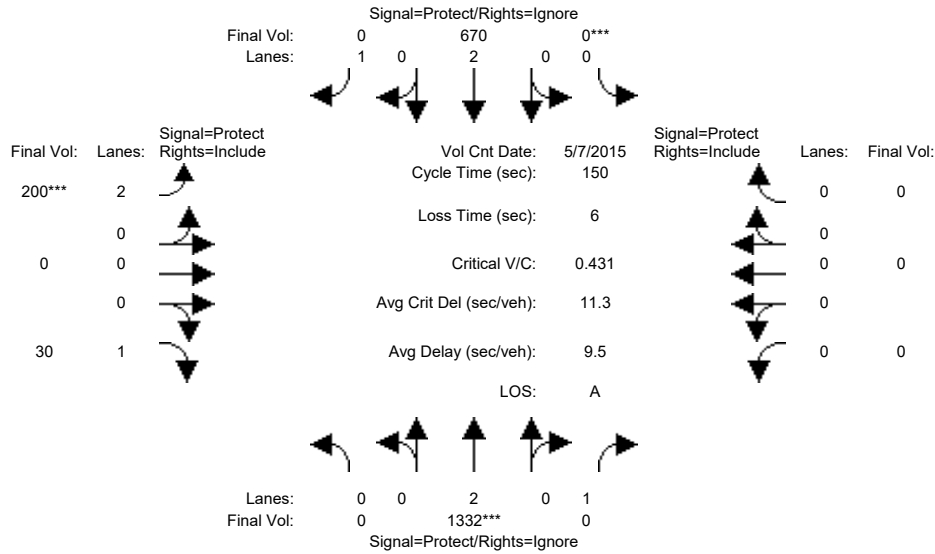 Signal=Protect/Rights=Ignore
Final Vol: 0 670 0***
Lanes: 1 0 2 0 0
Signal=Protect Signal=Protect
Final Vol: Lanes: Rights=Include Vol Cnt Date: 5/7/2015 Rights=Include Lanes: Final Vol:
Cycle Time (sec): 150
200*** 2 0 0
Loss Time (sec): 6
0 0
0 0 Critical V/C: 0.431 0 0
0 Avg Crit Del (sec/veh): 11.3 0
30 1 Avg Delay (sec/veh): 9.5 0 0
LOS: A
Lanes: 0 0 2 0 1
Final Vol: 0 1332*** 0
Signal=Protect/Rights=Ignore